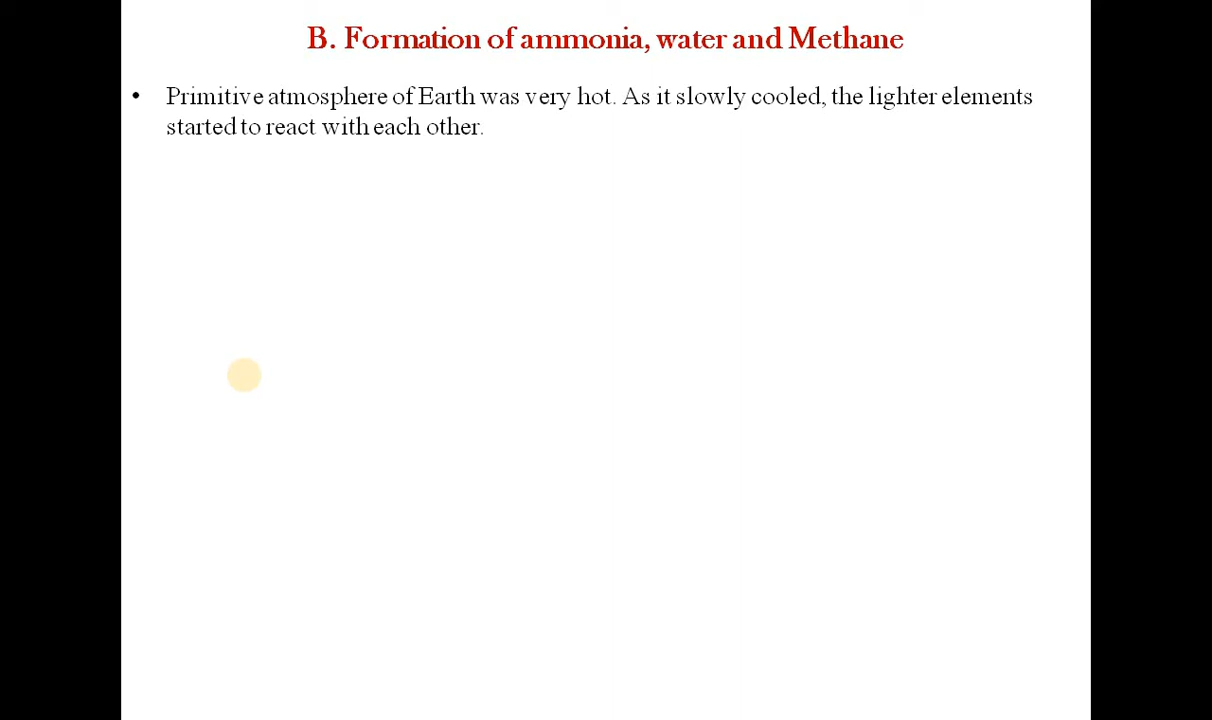 B. Formation of ammonia, water and Methane
• Primitive atmosphere of Earth was very hot. As it slowly cooled, the lighter elements
started to react with each other.